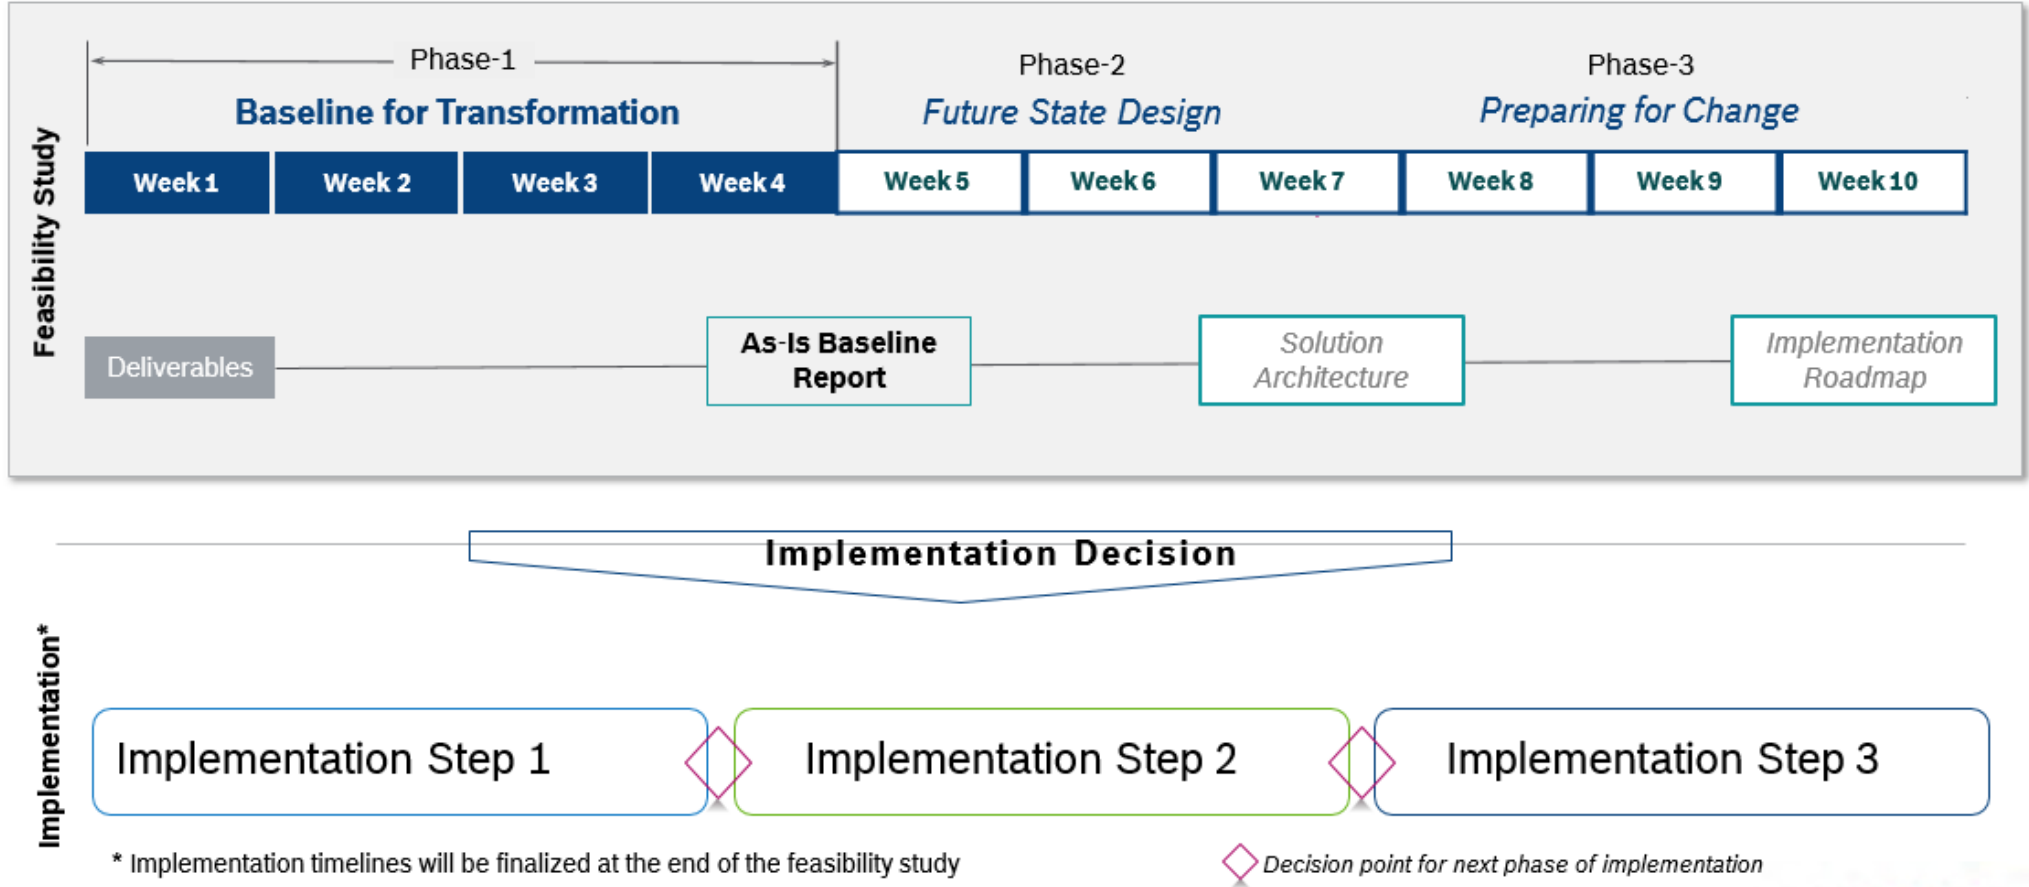 Phase-1
Phase-2
Phase-3
Baseline for Transformation
Future State Design
Preparing for Change
Feasibility Study
Week 1
Week 2
Week 3
Week 4
Week 5
Week 6
Week 7
Week 8
Week 9
Week 10
Deliverables
As-Is Baseline
Report
Solution
Architecture
Implementation
Roadmap
Implementation Decision
Implementation*
Implementation Step 1
Implementation Step 2
Implementation Step 3
* Implementation timelines will be finalized at the end of the feasibility study
Decision point for next phase of implementation